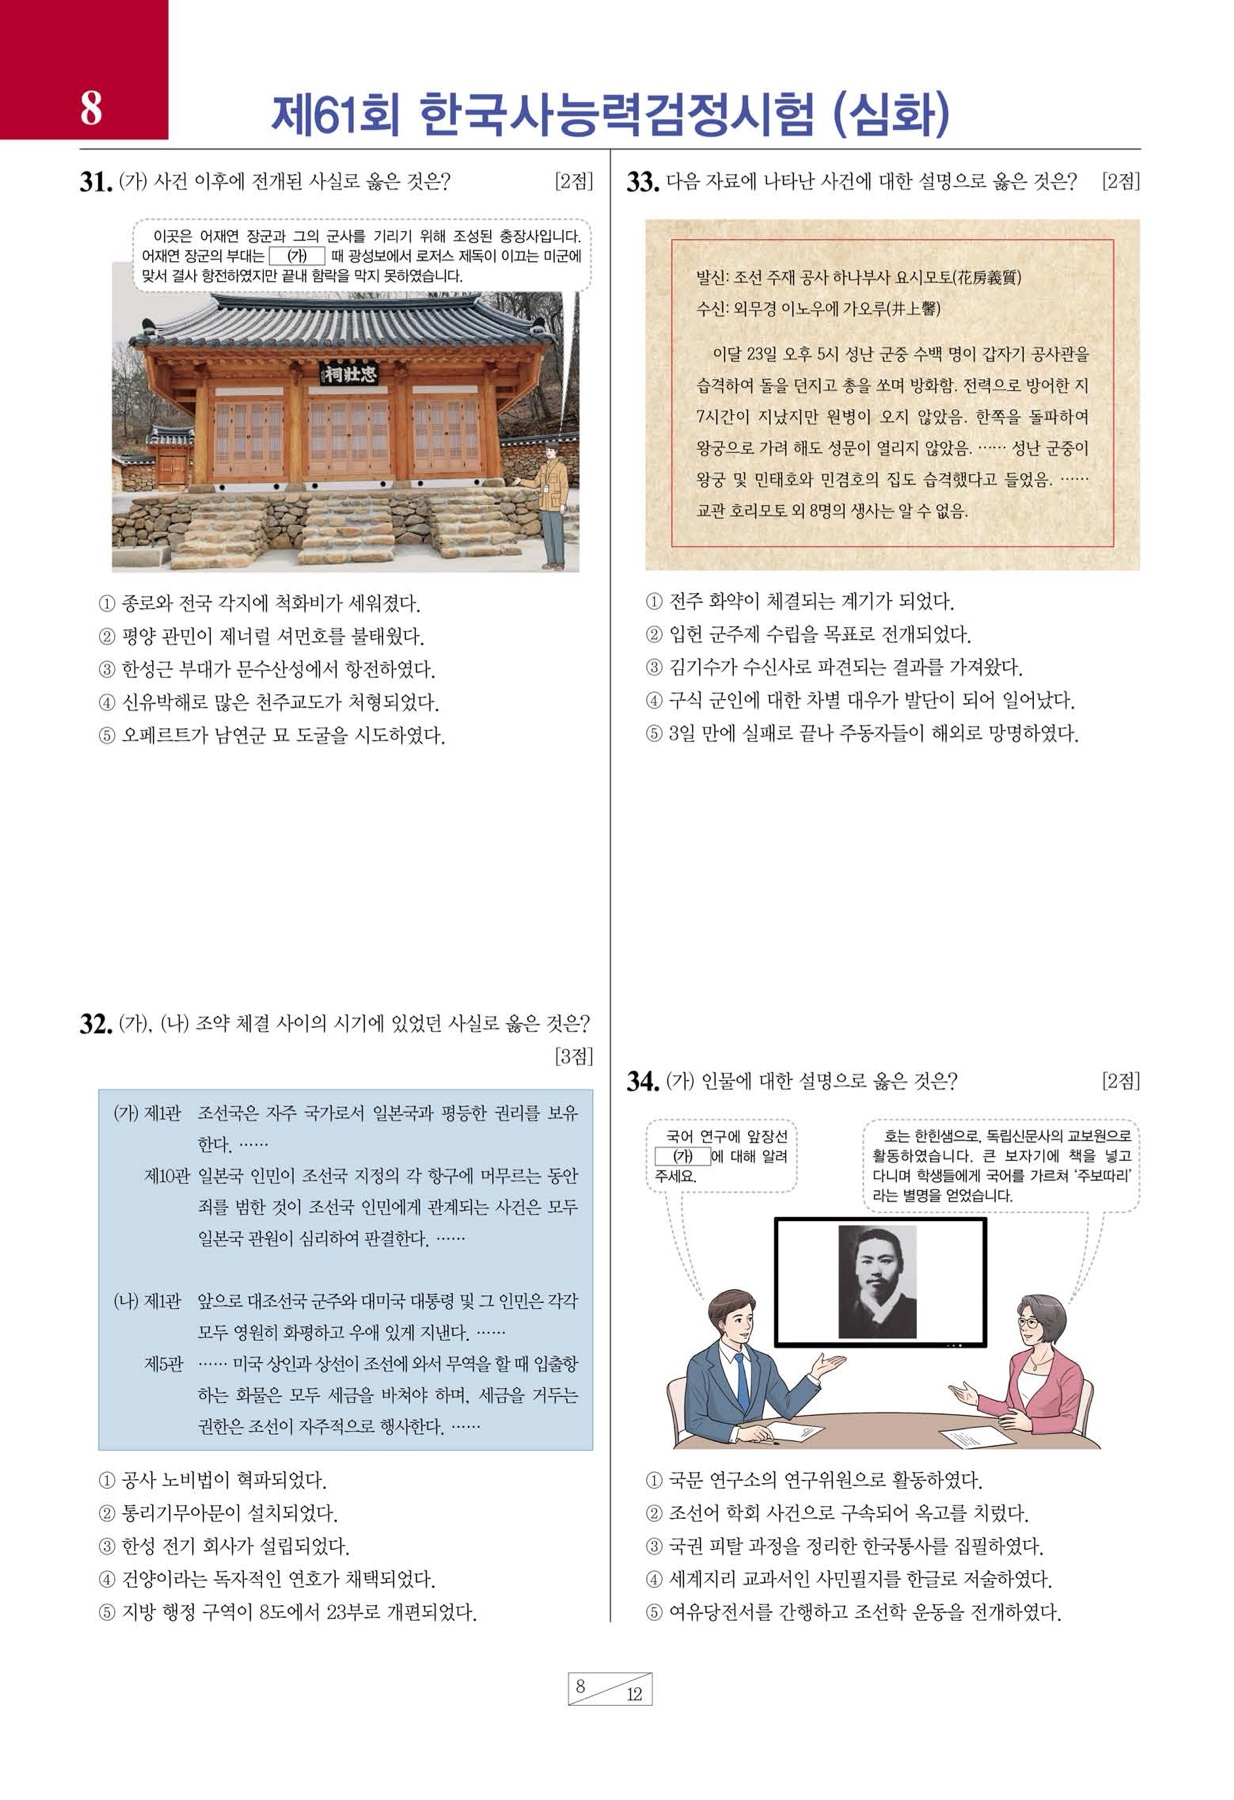 8
제61회 한국사능력검정시험 (심화)
31. (가) 사건 이후에 전개된 사실로 옳은 것은? [2점]
이곳은 어재연 장군과 그의 군사를 기리기 위해 조성된 충장사입니다.
어재연 장군의 부대는 (가) 때 광성보에서 로저스 제독이 이끄는 미군에
맞서 결사 항전하였지만 끝내 함락을 막지 못하였습니다.
祠壯忠
① 종로와 전국 각지에 척화비가 세워졌다.
② 평양 관민이 제너럴 셔먼호를 불태웠다.
③ 한성근 부대가 문수산성에서 항전하였다.
④ 신유박해로 많은 천주교도가 처형되었다.
⑤ 오페르트가 남연군 묘 도굴을 시도하였다.
32. (가), (나) 조약 체결 사이의 시기에 있었던 사실로 옳은 것은?
[3점]
(가) 제1관 조선국은 자주 국가로서 일본국과 평등한 권리를 보유
한다. ……
제10관 일본국 인민이 조선국 지정의 각 항구에 머무르는 동안
죄를 범한 것이 조선국 인민에게 관계되는 사건은 모두
일본국 관원이 심리하여 판결한다. ……
(나) 제1관 앞으로 대조선국 군주와 대미국 대통령 및 그 인민은 각각
모두 영원히 화평하고 우애 있게 지낸다. ……
제5관 …… 미국 상인과 상선이 조선에 와서 무역을 할 때 입출항
하는 화물은 모두 세금을 바쳐야 하며, 세금을 거두는
권한은 조선이 자주적으로 행사한다. ……
① 공사 노비법이 혁파되었다.
② 통리기무아문이 설치되었다.
③ 한성 전기 회사가 설립되었다.
④ 건양이라는 독자적인 연호가 채택되었다.
⑤ 지방 행정 구역이 8도에서 23부로 개편되었다.
33. 다음 자료에 나타난 사건에 대한 설명으로 옳은 것은? [2점]
발신: 조선 주재 공사 하나부사 요시모토(花房義質)
수신: 외무경 이노우에 가오루(井上馨)
이달 23일 오후 5시 성난 군중 수백 명이 갑자기 공사관을
습격하여 돌을 던지고 총을 쏘며 방화함. 전력으로 방어한 지
7시간이 지났지만 원병이 오지 않았음. 한쪽을 돌파하여
왕궁으로 가려 해도 성문이 열리지 않았음. …… 성난 군중이
왕궁 및 민태호와 민겸호의 집도 습격했다고 들었음. ……
교관 호리모토 외 8명의 생사는 알 수 없음.
① 전주 화약이 체결되는 계기가 되었다.
② 입헌 군주제 수립을 목표로 전개되었다.
③ 김기수가 수신사로 파견되는 결과를 가져왔다.
④ 구식 군인에 대한 차별 대우가 발단이 되어 일어났다.
⑤ 3일 만에 실패로 끝나 주동자들이 해외로 망명하였다.
34. (가) 인물에 대한 설명으로 옳은 것은? [2점]
국어 연구에 앞장선
(가) 에 대해 알려
주세요.
호는 한힌샘으로, 독립신문사의 교보원으로
활동하였습니다. 큰 보자기에 책을 넣고
다니며 학생들에게 국어를 가르쳐 '주보따리'
라는 별명을 얻었습니다.
① 국문 연구소의 연구위원으로 활동하였다.
② 조선어 학회 사건으로 구속되어 옥고를 치렀다.
③ 국권 피탈 과정을 정리한 한국통사를 집필하였다.
④ 세계지리 교과서인 사민필지를 한글로 저술하였다.
⑤ 여유당전서를 간행하고 조선학 운동을 전개하였다.
8
12